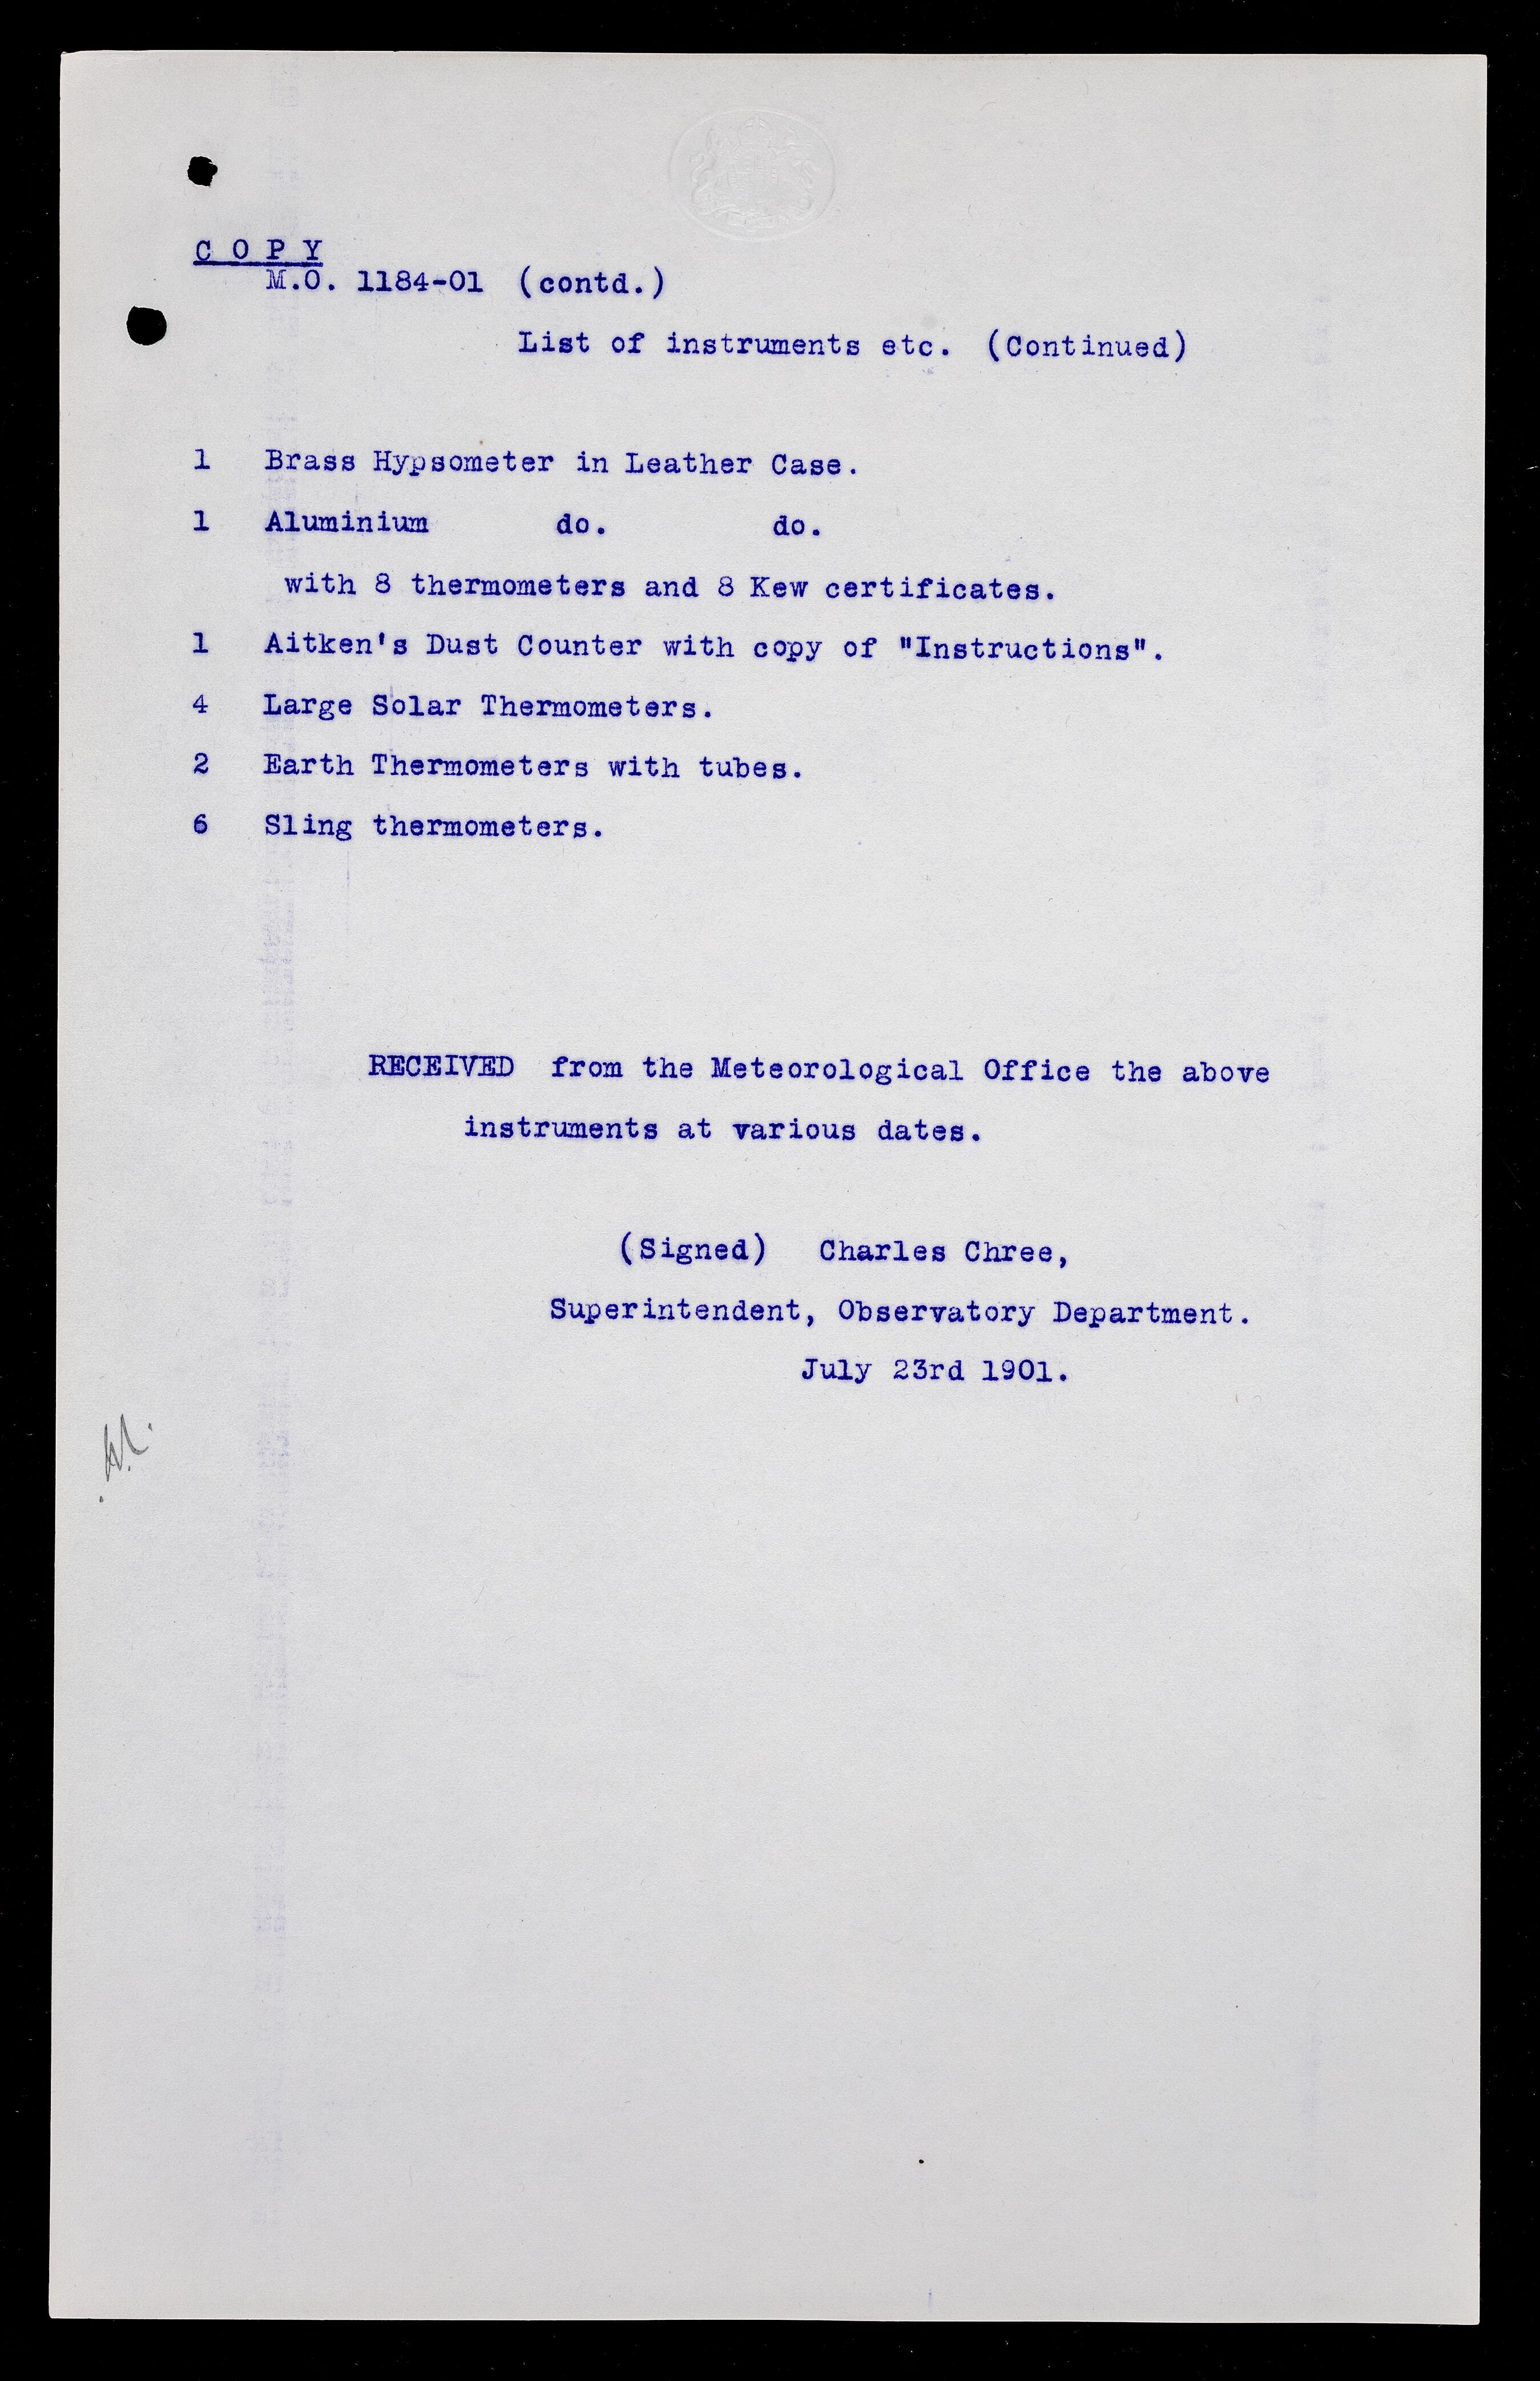 COPY
M.O. 1184-01 (contd.)
List of instruments etc. (Continued)
1 Brass Hypsometer in Leather Case.
1 Aluminium do. do.
with 8 thermometers and 8 Kew certificates.
1 Aitken's Dust Counter with copy of "Instructions".
4 Large Solar Thermometers.
2 Earth Thermometers with tubes.
6 Sling thermometers.
RECEIVED from the Meteorological Office the above
instruments at various dates.
(Signed) Charles Chree,
Superintendent, Observatory Department.
July 23rd 1901.